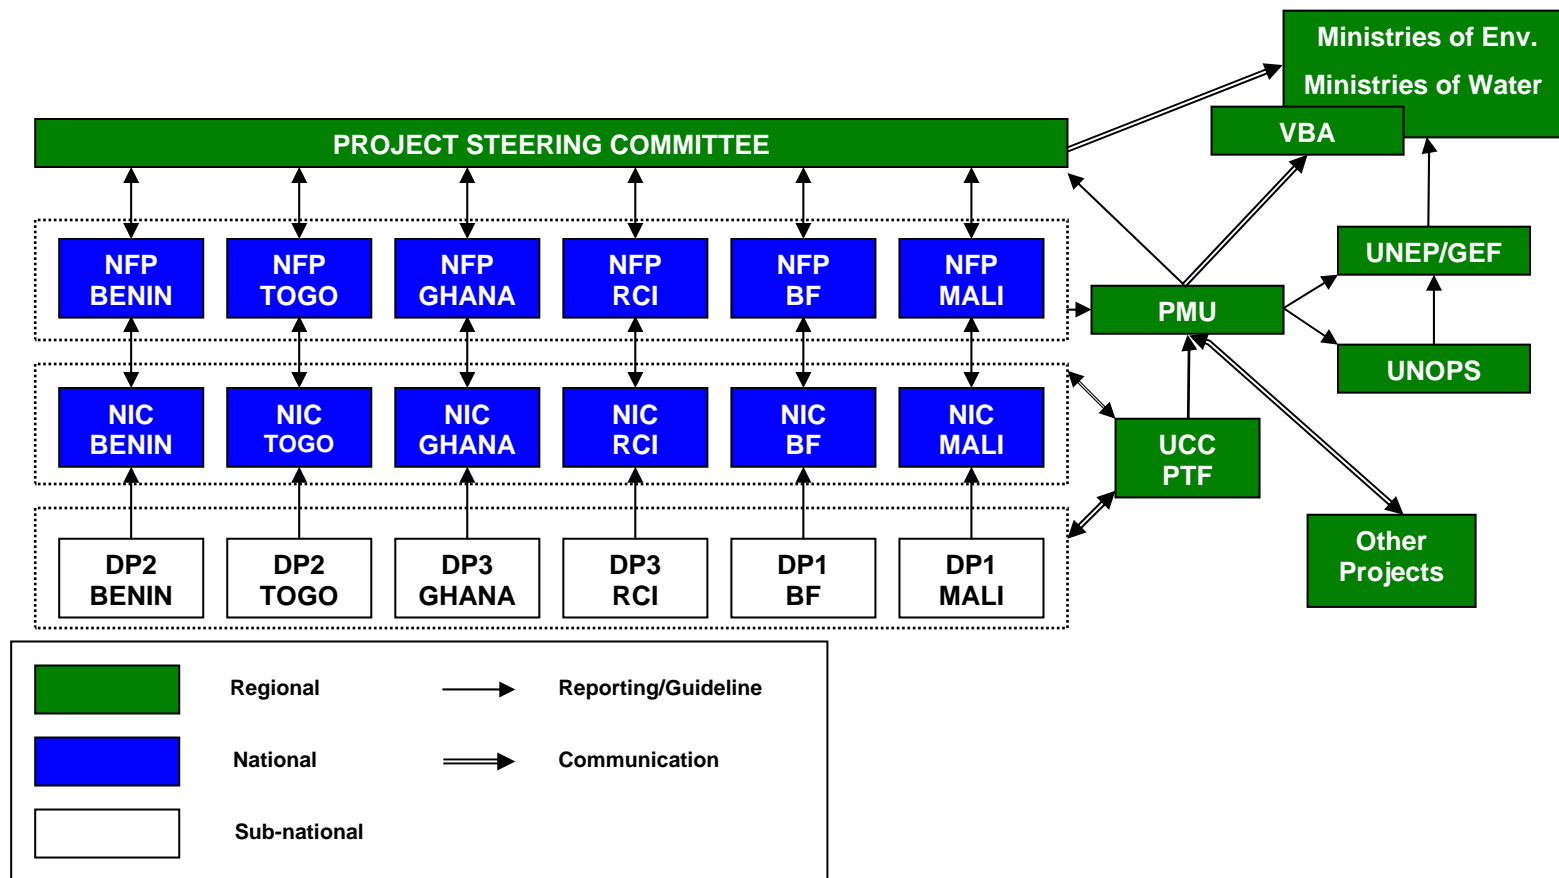 Ministries of Env.
Ministries of Water
VBA
PROJECT STEERING COMMITTEE
NFP
BENIN
NFP
TOGO
NFP
GHANA
NFP
RCI
NFP
BF
NFP
MALI
UNEP/GEF
PMU
UNOPS
NIC
BENIN
NIC
TOGO
NIC
GHANA
NIC
RCI
NIC
BF
NIC
MALI
UCC
PTF
DP2
BENIN
DP2
TOGO
DP3
GHANA
DP3
RCI
DP1
BF
DP1
MALI
Other
Projects
Regional
Reporting/Guideline
National
Communication
Sub-national